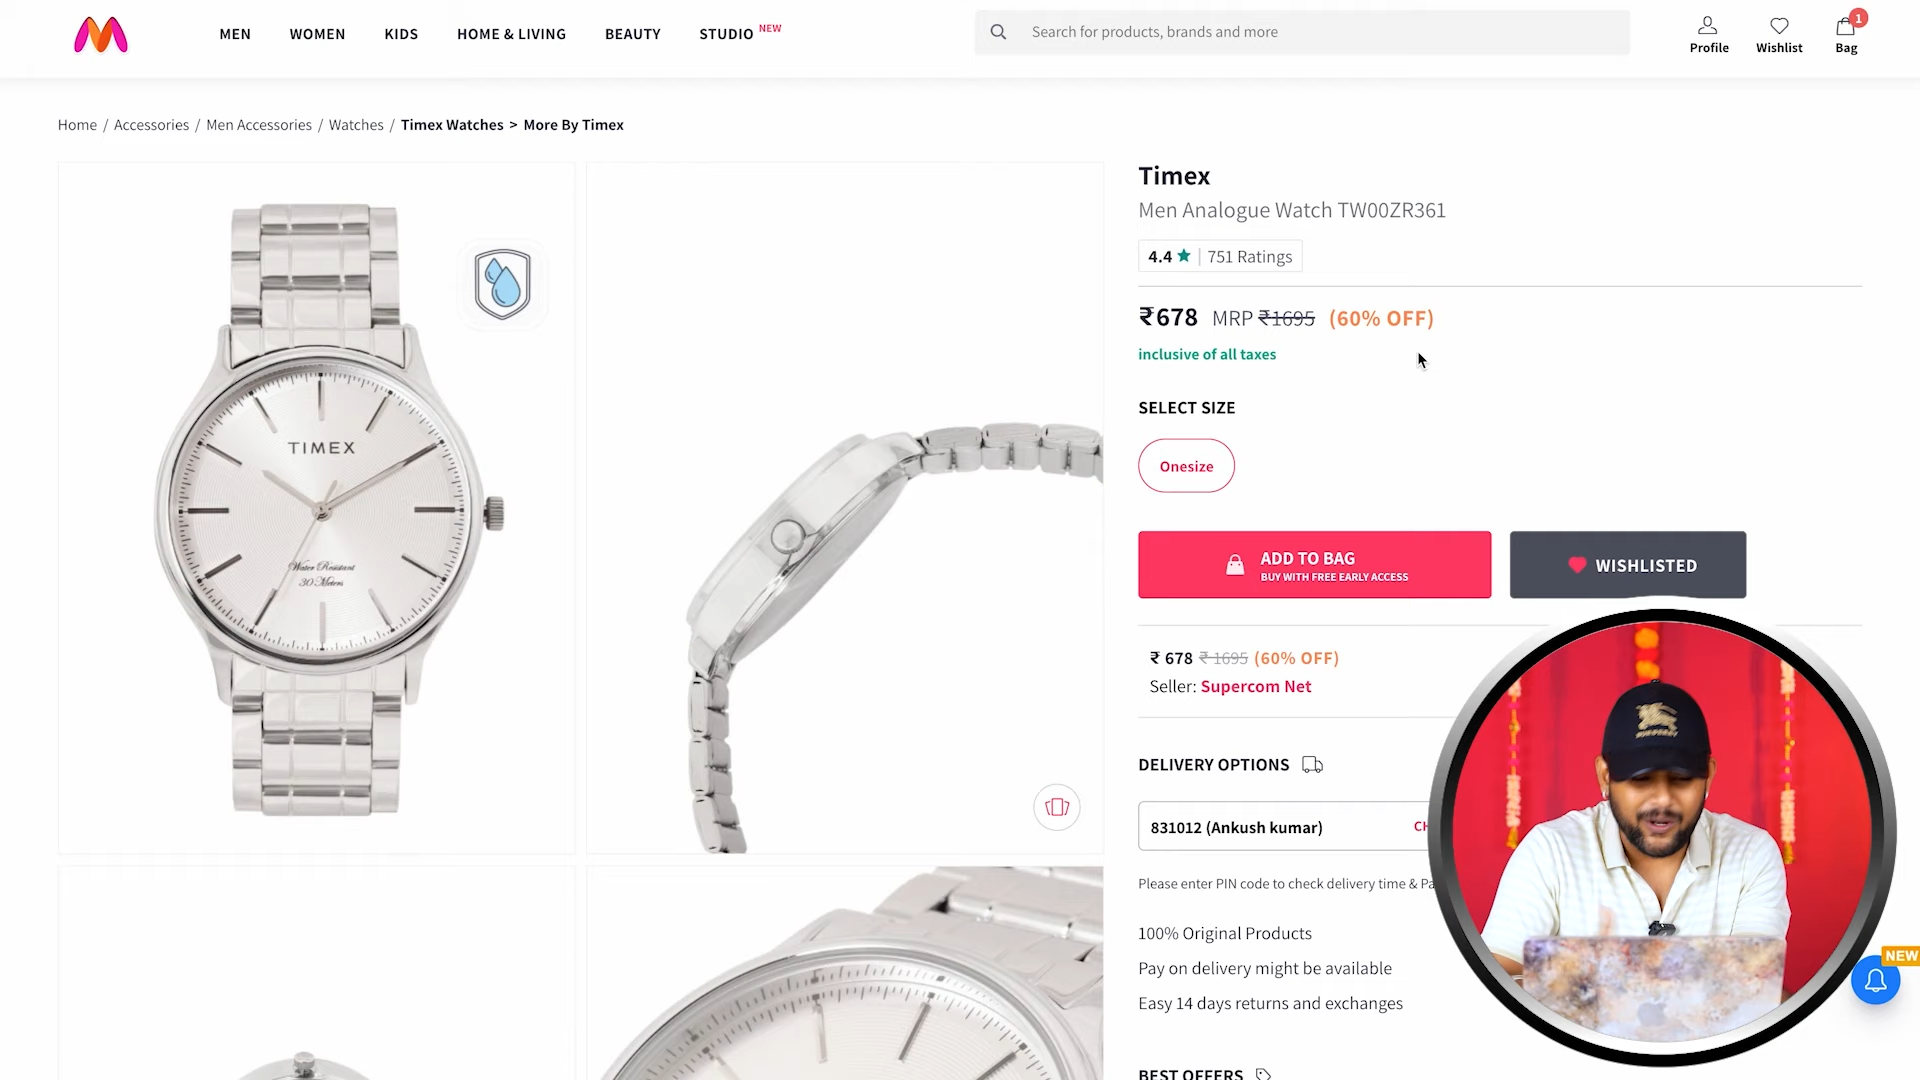 MEN WOMEN KIDS HOME & LIVING BEAUTY STUDIO NEW
Search for products, brands and more
Profile Wishlist Bag 1
Home / Accessories / Men Accessories / Watches / Timex Watches > More By Timex
TIMEX
Water Resistant
30 Meters
Timex
Men Analogue Watch TW00ZR361
4.4 ★ | 751 Ratings
₹678 MRP ₹1695 (60% OFF)
inclusive of all taxes
SELECT SIZE
Onesize
ADD TO BAG
BUY WITH FREE EARLY ACCESS
WISHLISTED
₹ 678 ₹ 1695 (60% OFF)
Seller: Supercom Net
DELIVERY OPTIONS
831012 (Ankush kumar)
Please enter PIN code to check delivery time &
100% Original Products
Pay on delivery might be available
Easy 14 days returns and exchanges
BEST OFFERS
NEW